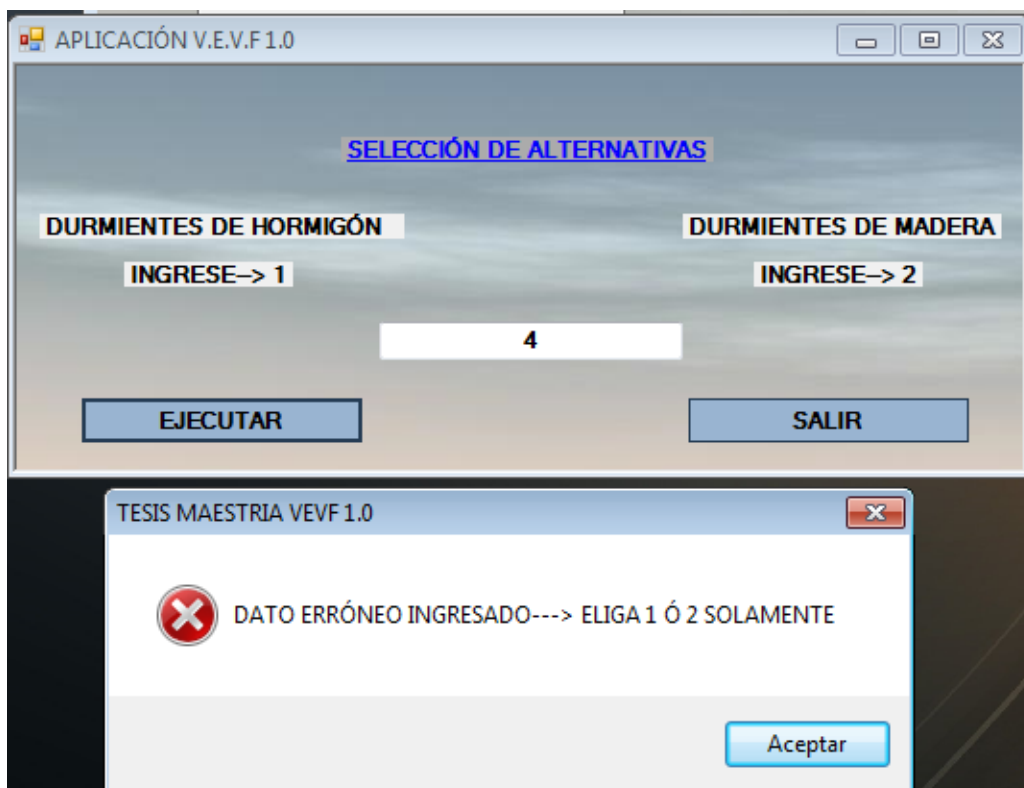 APLICACIÓN V.E.V.F 1.0
SELECCIÓN DE ALTERNATIVAS
DURMIENTES DE HORMIGÓN
DURMIENTES DE MADERA
INGRESE--> 1
INGRESE--> 2
4
EJECUTAR
SALIR
TESIS MAESTRIA VEVF 1.0
DATO ERRÓNEO INGRESADO---> ELIGA 1 Ó 2 SOLAMENTE
Aceptar